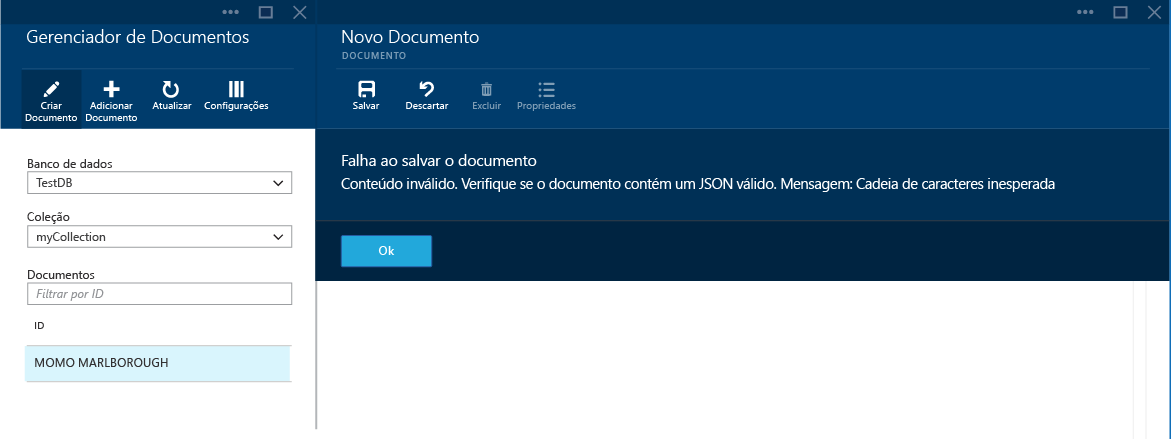 Gerenciador de Documentos
Criar Documento
Adicionar Documento
Atualizar
Configurações
Banco de dados
TestDB
Coleção
myCollection
Documentos
Filtrar por ID
ID
MOMO MARLBOROUGH
Novo Documento
DOCUMENTO
Salvar
Descartar
Excluir
Propriedades
Falha ao salvar o documento
Conteúdo inválido. Verifique se o documento contém um JSON válido. Mensagem: Cadeia de caracteres inesperada
Ok